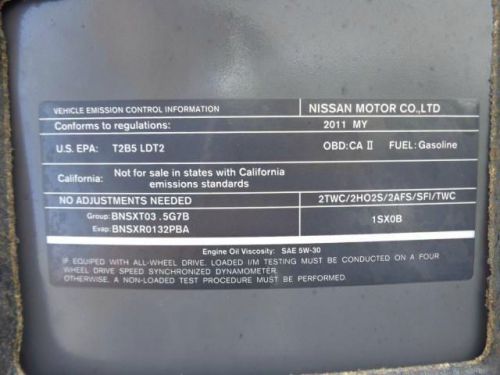 VEHICLE EMISSION CONTROL INFORMATION NISSAN MOTOR CO.,LTD
Conforms to regulations: 2011 MY
U.S. EPA: T2B5 LDT2 OBD:CA II FUEL: Gasoline
California: Not for sale in states with California
emissions standards
NO ADJUSTMENTS NEEDED 2TWC/2HO2S/2AFS/SFI/TWC
Group: BNSXT03.5G7B 1SX0B
Evap: BNSXR0132PBA
Engine Oil Viscosity: SAE 5W-30
IF EQUIPPED WITH ALL-WHEEL DRIVE. LOADED I/M TESTING MUST BE CONDUCTED ON A FOUR
WHEEL DRIVE SPEED SYNCHRONIZED DYNAMOMETER.
OTHERWISE. A NON-LOADED TEST PROCEDURE MUST BE CONDUCTED.